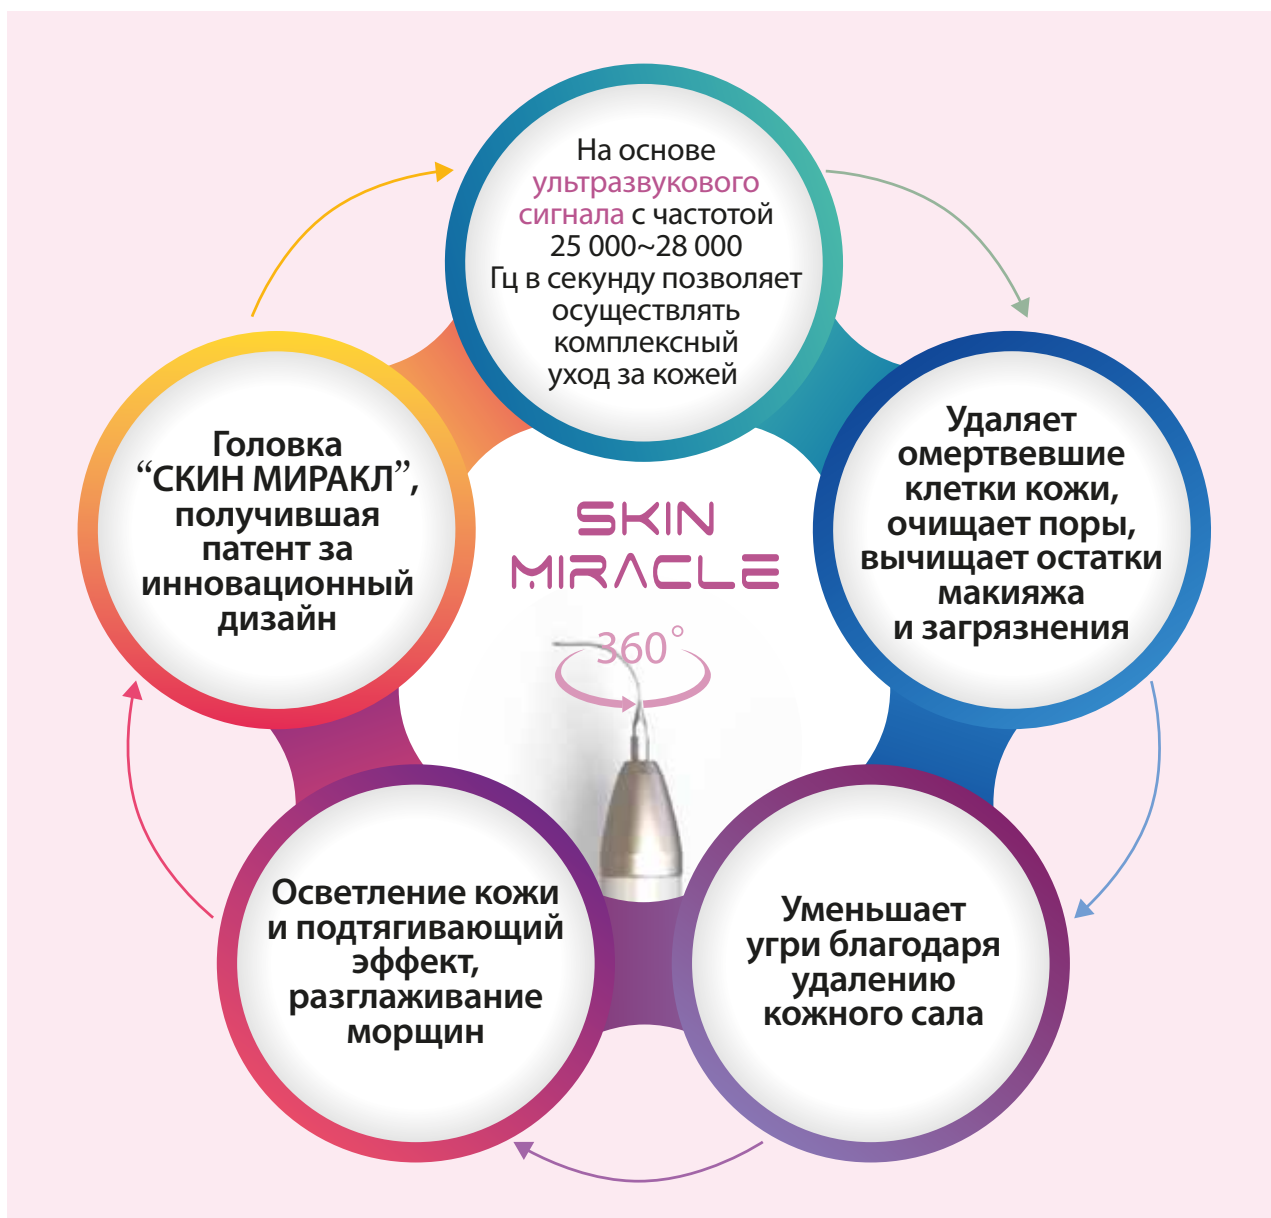 На основе
ультразвукового
сигнала с частотой
25 000~28 000
Гц в секунду позволяет
осуществлять
комплексный
уход за кожей
Удаляет
омертвевшие
клетки кожи,
очищает поры,
вычищает остатки
макияжа
и загрязнения
Уменьшает
угри благодаря
удалению
кожного сала
Осветление кожи
и подтягивающий
эффект,
разглаживание
морщин
Головка
“СКИН МИРАКЛ”,
получившая
патент за
инновационный
дизайн
SKIN
MIRACLE
360°